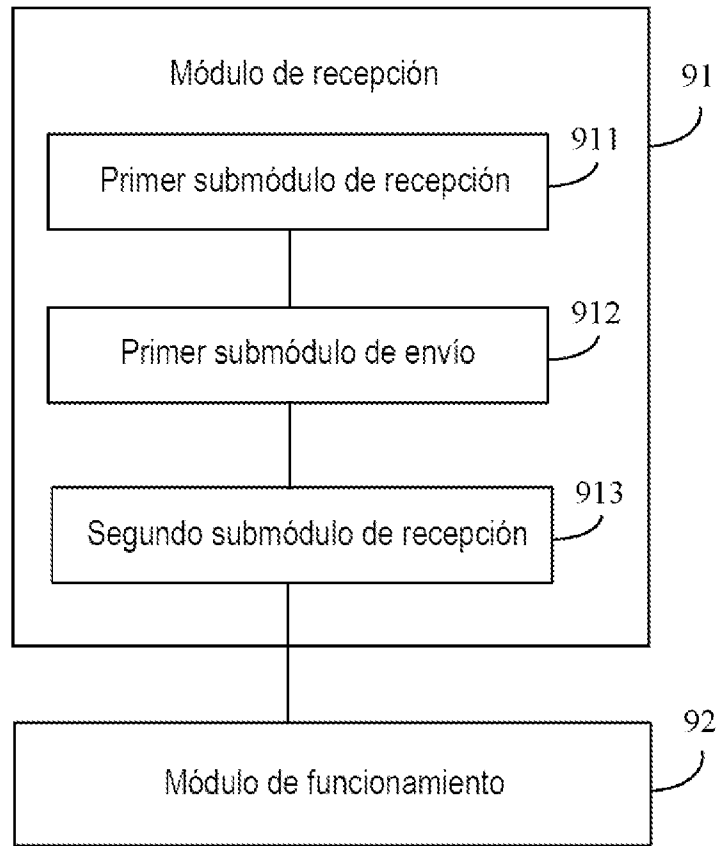 Módulo de recepción
91
911
Primer submódulo de recepción
912
Primer submódulo de envío
913
Segundo submódulo de recepción
92
Módulo de funcionamiento